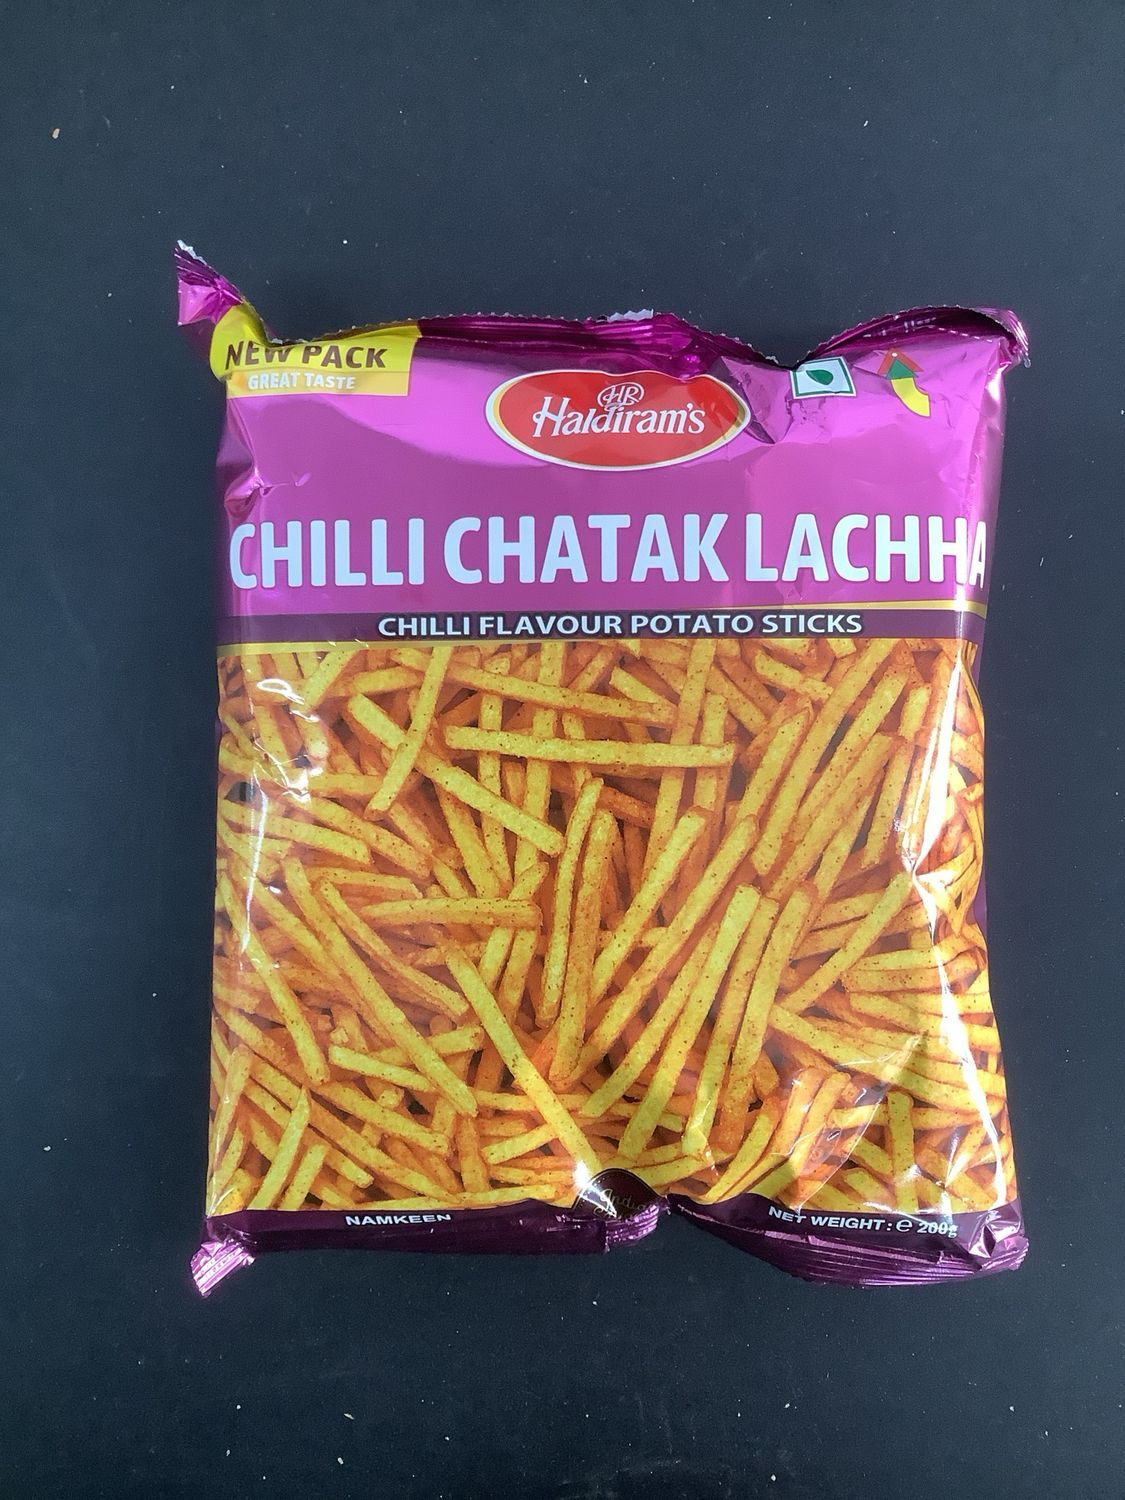 NEW PACK
GREAT TASTE
HR
Haldiram's
CHILLI CHATAK LACHHA
CHILLI FLAVOUR POTATO STICKS
NAMKEEN
NET WEIGHT: ℮ 200g